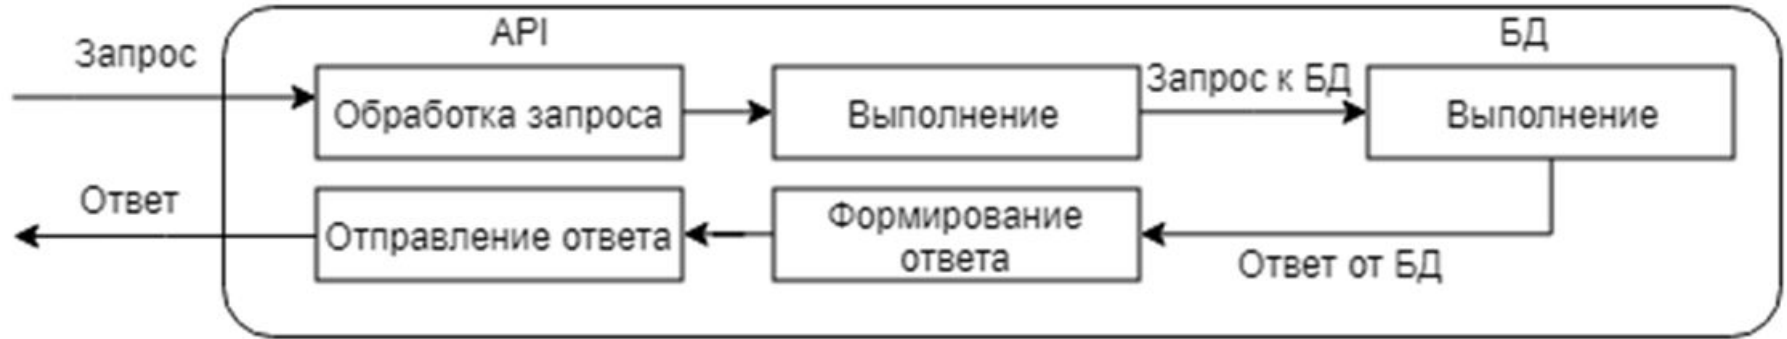 API
БД
Запрос
Обработка запроса
Выполнение
Запрос к БД
Выполнение
Ответ
Отправление ответа
Формирование
ответа
Ответ от БД